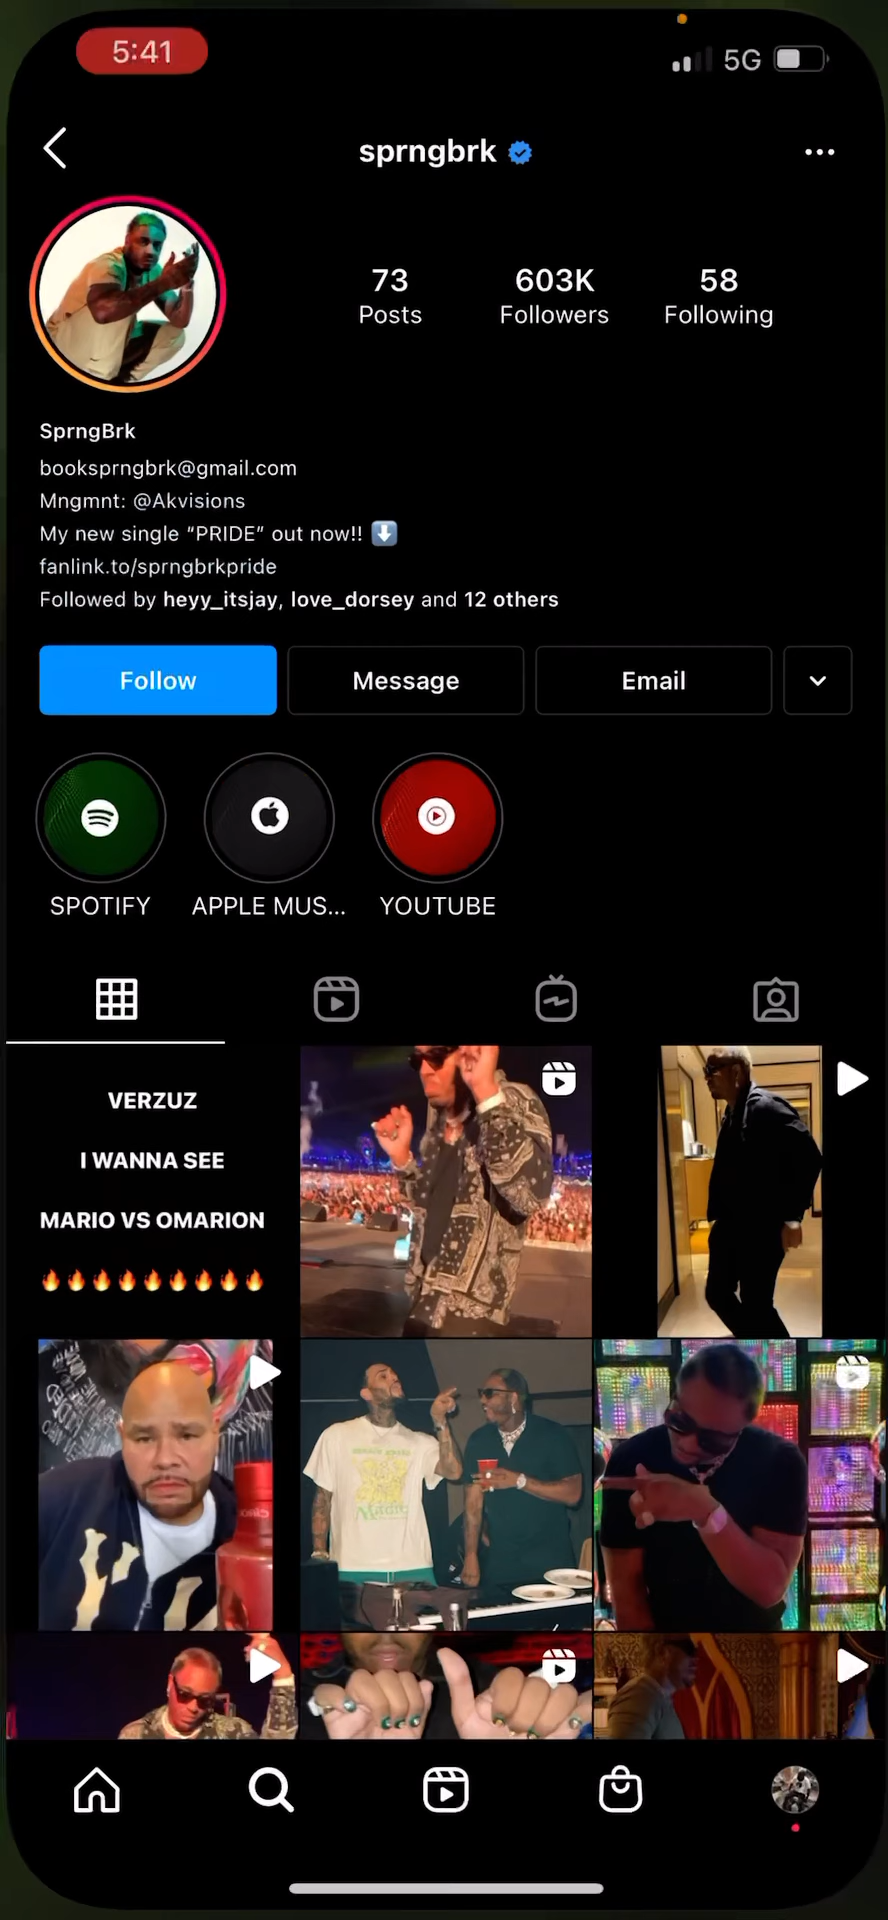 5:41
5G
sprngbrk
73
603K
58
Posts
Followers
Following
SprngBrk
booksprngbrk@gmail.com
Mngmnt: @Akvisions
My new single “PRIDE” out now!! ⬇️
fanlink.to/sprngbrkpride
Followed by heyy_itsjay, love_dorsey and 12 others
Follow
Message
Email
SPOTIFY
APPLE MUS...
YOUTUBE
VERZUZ
I WANNA SEE
MARIO VS OMARION
🔥🔥🔥🔥🔥🔥🔥🔥🔥